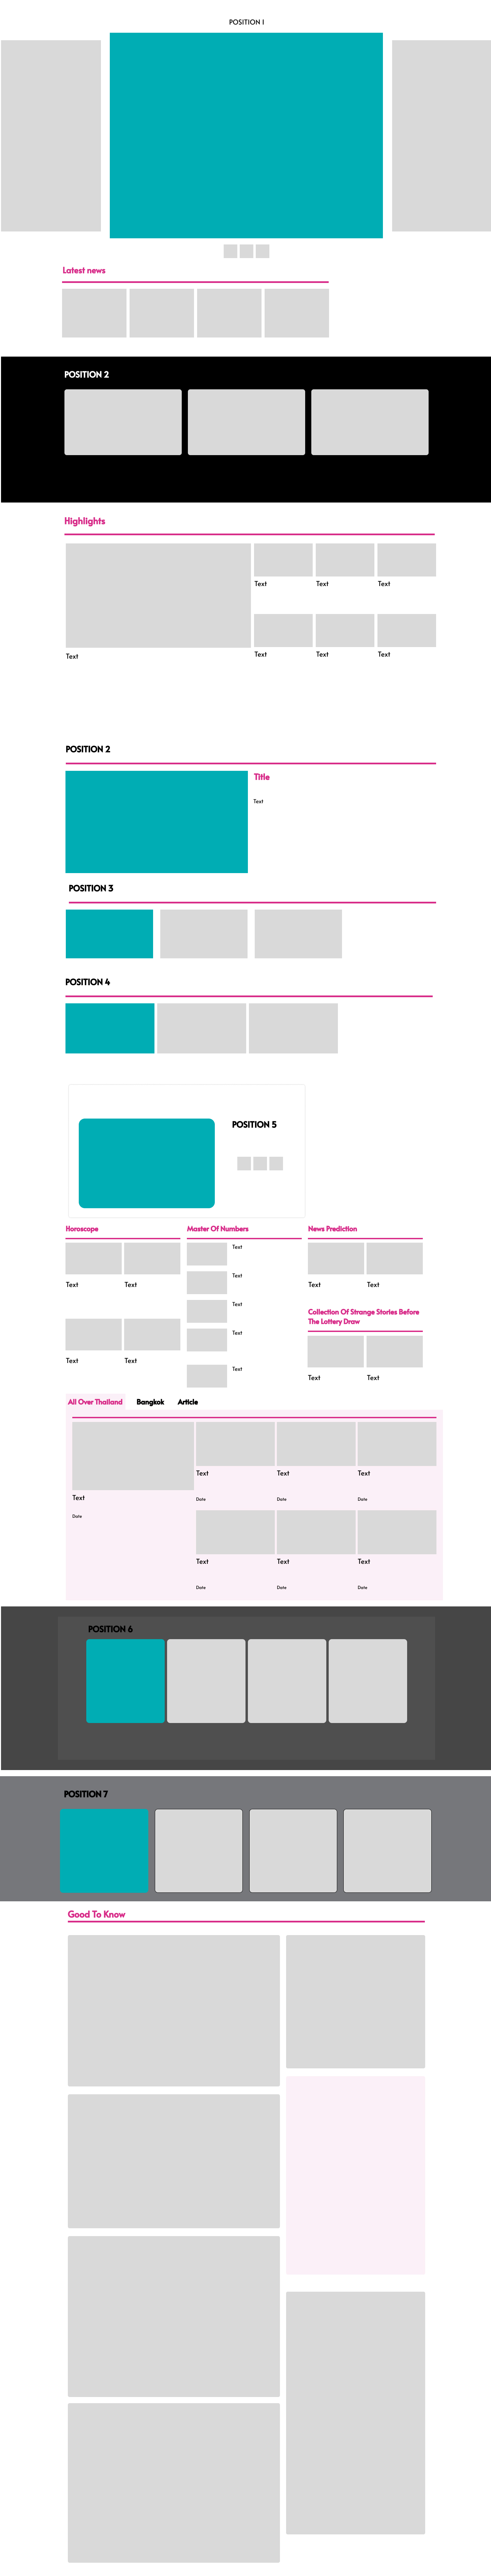 POSITION 1
Latest news
POSITION 2
Highlights
Text
Text
Text
Text
Text
Text
Text
POSITION 2
Title
Text
POSITION 3
POSITION 4
POSITION 5
Horoscope
Text
Text
Text
Text
Master Of Numbers
Text
Text
Text
Text
Text
News Prediction
Text
Text
Collection Of Strange Stories Before
The Lottery Draw
Text
Text
All Over Thailand Bangkok Article
Text
Date
Text
Text
Text
Date
Date
Date
Text
Text
Text
Date
Date
Date
POSITION 6
POSITION 7
Good To Know